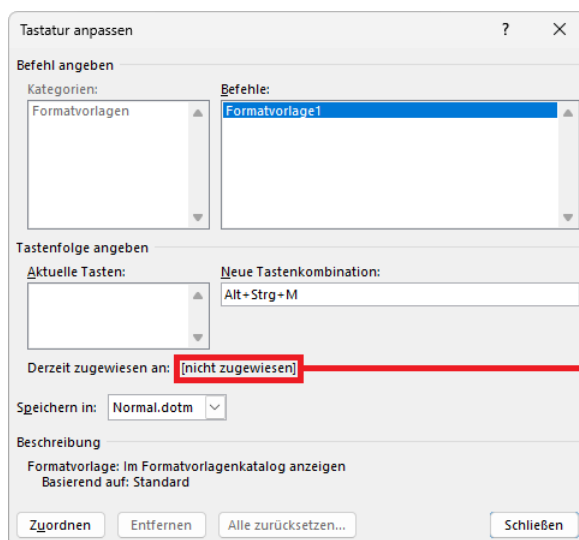 Tastatur anpassen ?
Befehl angeben
Kategorien: Befehle:
Formatvorlagen Formatvorlage1
Tastenfolge angeben
Aktuelle Tasten: Neue Tastenkombination:
Alt+Strg+M
Derzeit zugewiesen an: [nicht zugewiesen]
Speichern in: Normal.dotm
Beschreibung
Formatvorlage: Im Formatvorlagenkatalog anzeigen
Basierend auf: Standard
Zuordnen Entfernen Alle zurücksetzen... Schließen